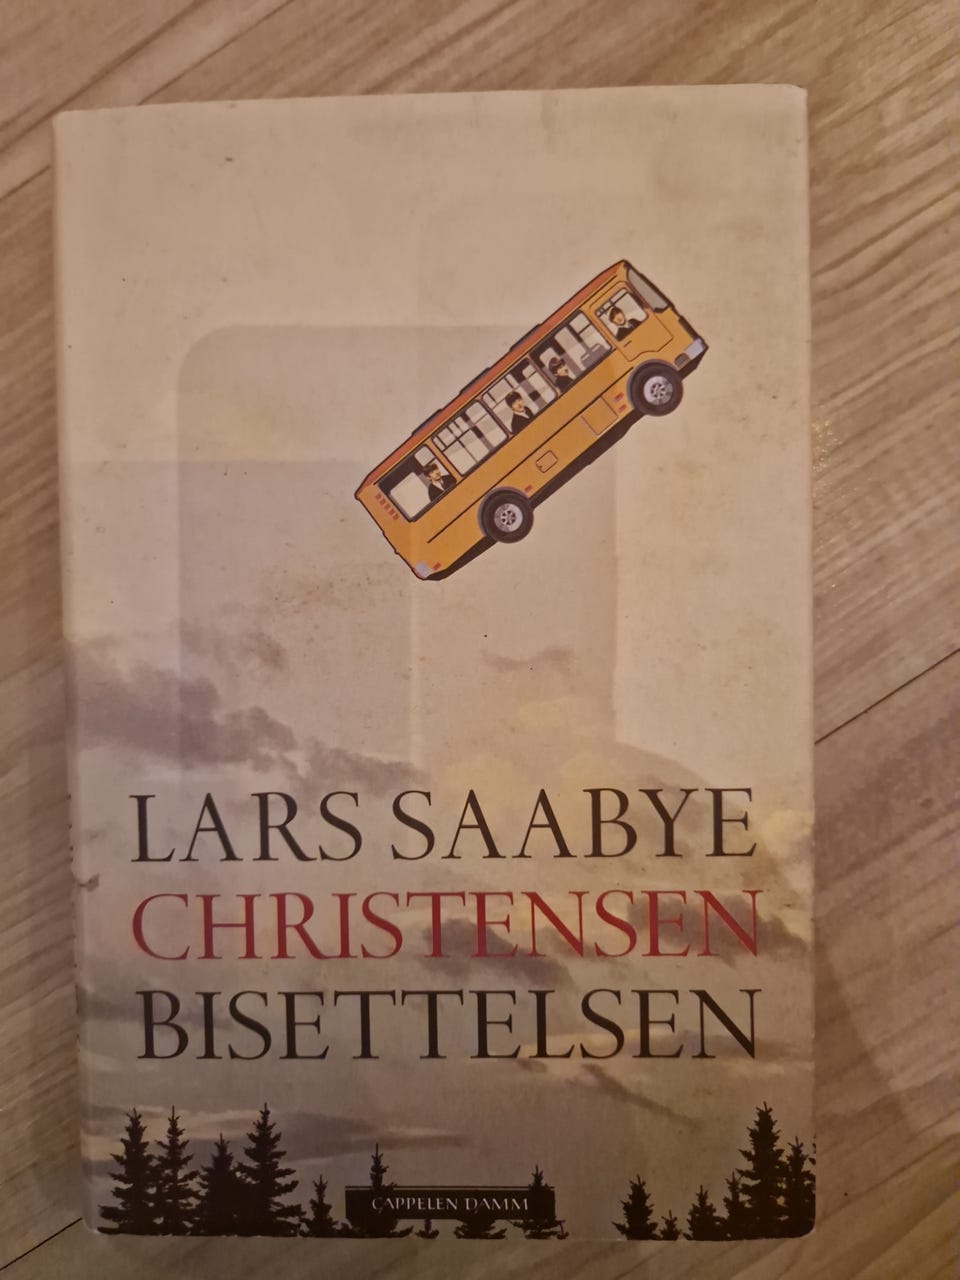 LARS SAABYE
CHRISTENSEN
BISETTELSEN
CAPPELEN DAMM